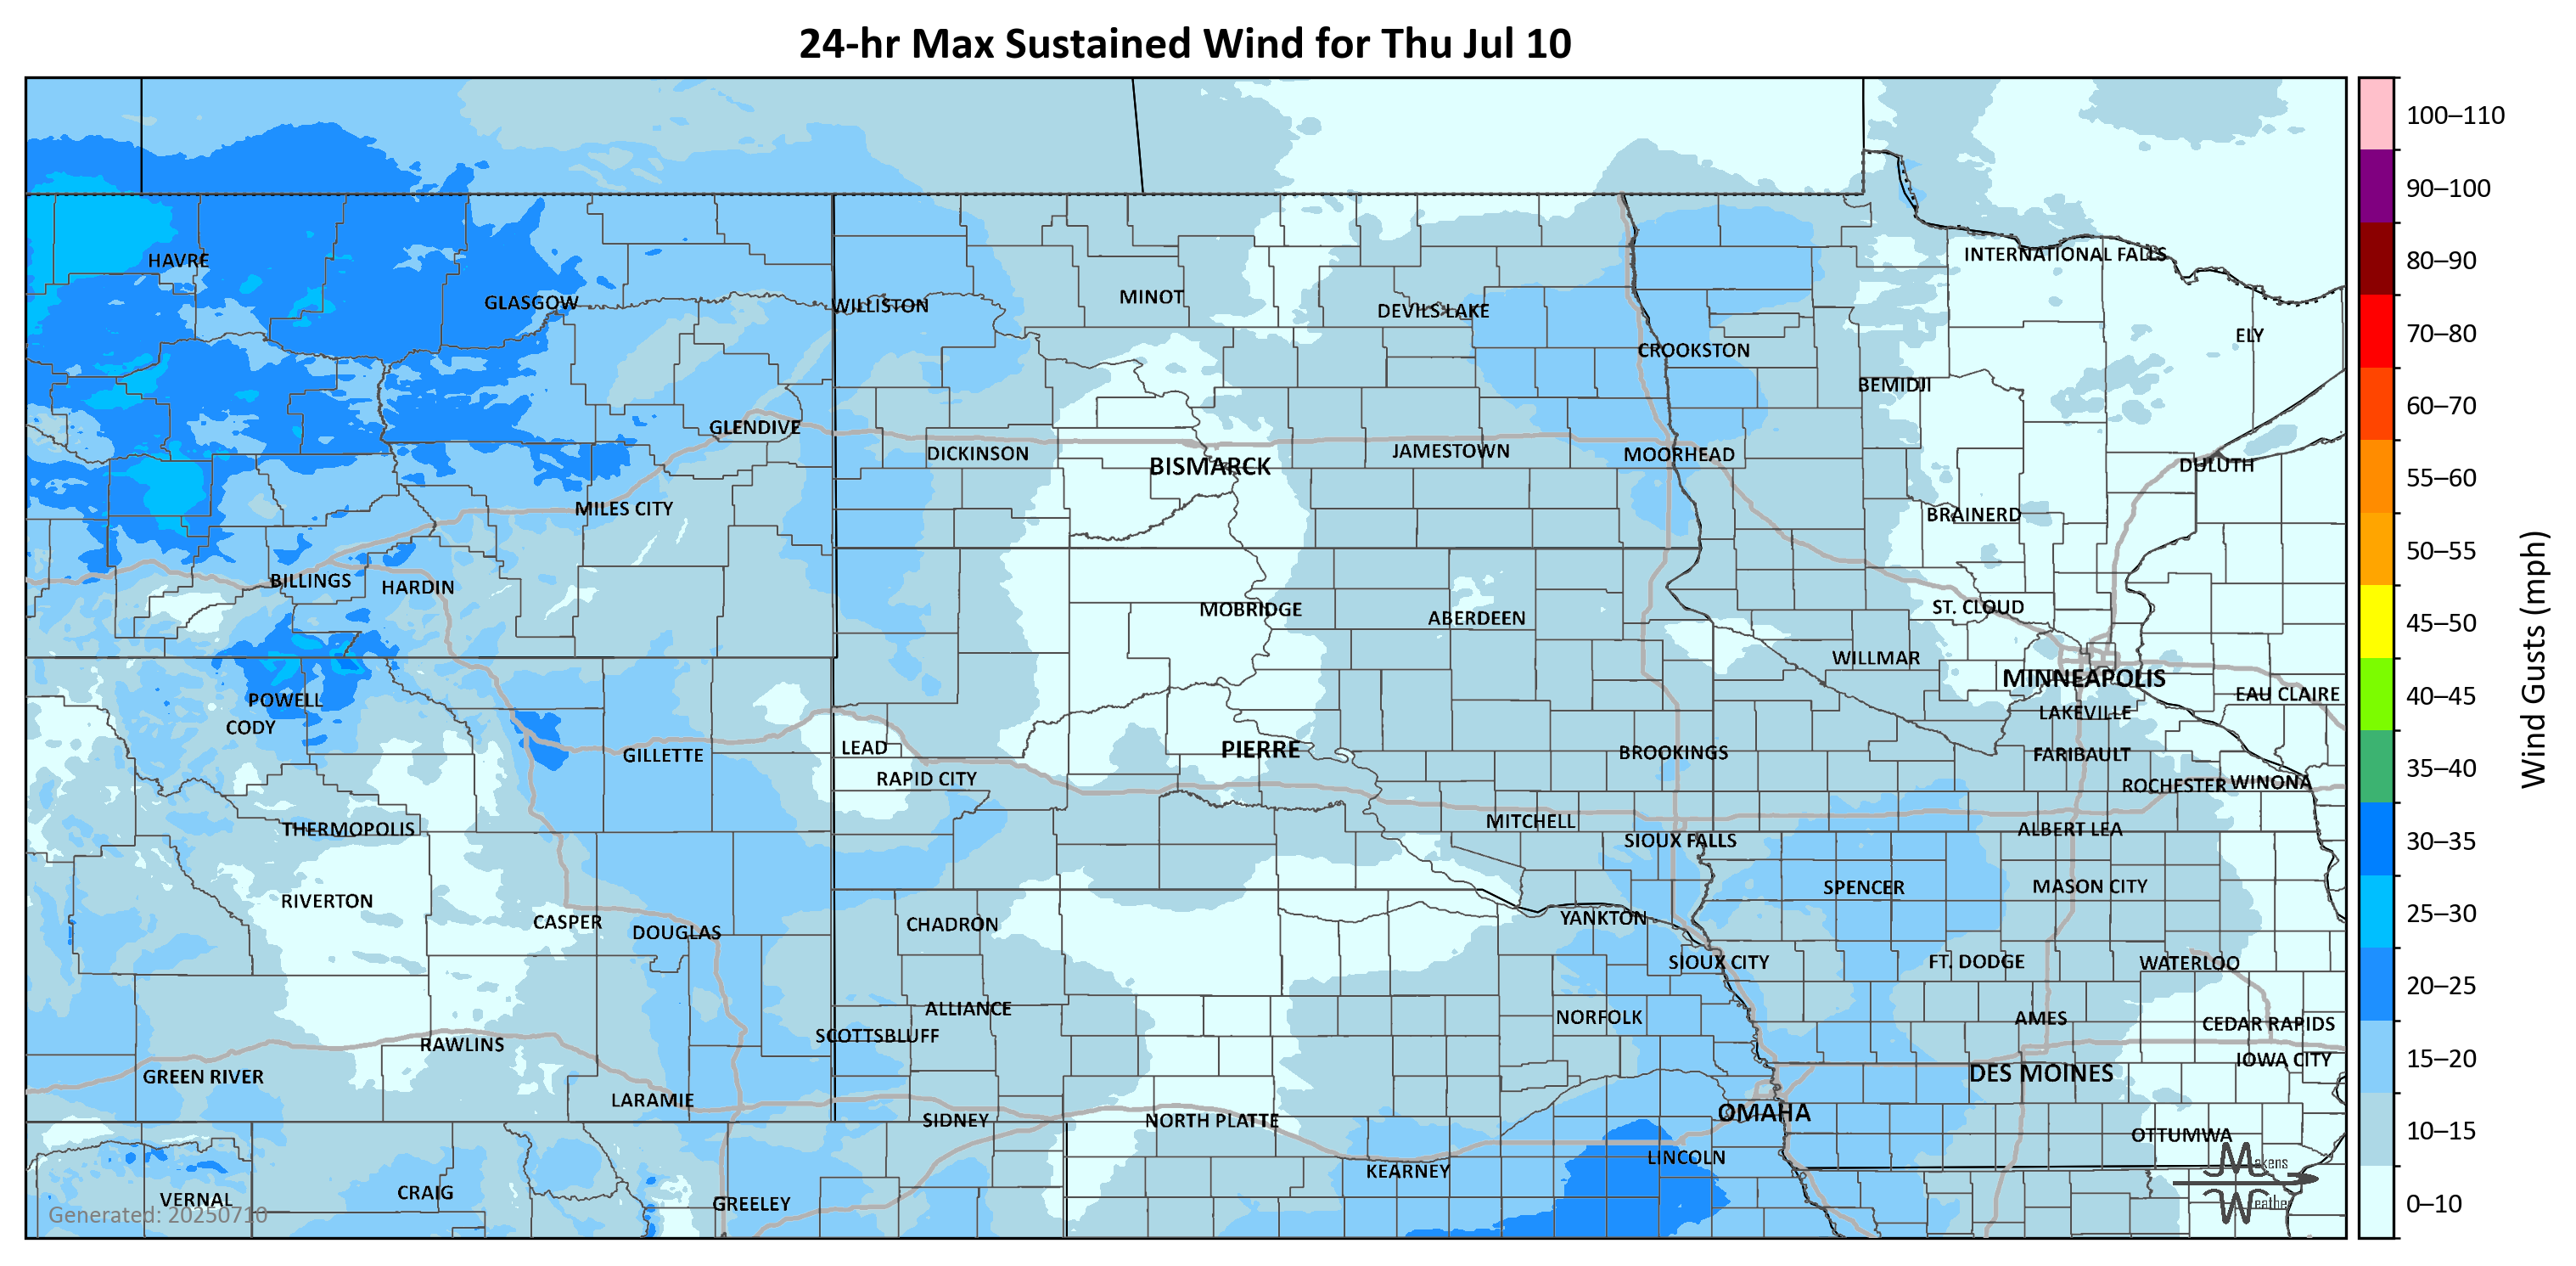 24-hr Max Sustained Wind for Thu Jul 10
100–110
90–100
80–90
70–80
60–70
55–60
50–55
45–50
40–45
35–40
30–35
25–30
20–25
15–20
10–15
0–10
Wind Gusts (mph)
HAVRE
INTERNATIONAL FALLS
GLASGOW
WILLISTON
MINOT
DEVILS LAKE
ELY
CROOKSTON
BEMIDJI
GLENDIVE
DICKINSON
BISMARCK
JAMESTOWN
MOORHEAD
DULUTH
MILES CITY
BRAINERD
BILLINGS
HARDIN
MOBRIDGE
ABERDEEN
ST. CLOUD
WILLMAR
MINNEAPOLIS
EAU CLAIRE
POWELL
CODY
LAKEVILLE
GILLETTE
LEAD
PIERRE
BROOKINGS
FARIBAULT
RAPID CITY
ROCHESTER
WINONA
THERMOPOLIS
MITCHELL
SIOUX FALLS
ALBERT LEA
RIVERTON
SPENCER
MASON CITY
CASPER
DOUGLAS
CHADRON
YANKTON
SIOUX CITY
FT. DODGE
WATERLOO
ALLIANCE
NORFOLK
AMES
CEDAR RAPIDS
SCOTTSBLUFF
RAWLINS
IOWA CITY
GREEN RIVER
DES MOINES
LARAMIE
SIDNEY
NORTH PLATTE
OMAHA
OTTUMWA
LINCOLN
KEARNEY
VERNAL
CRAIG
GREELEY
Makens
Weather
Generated: 20250710